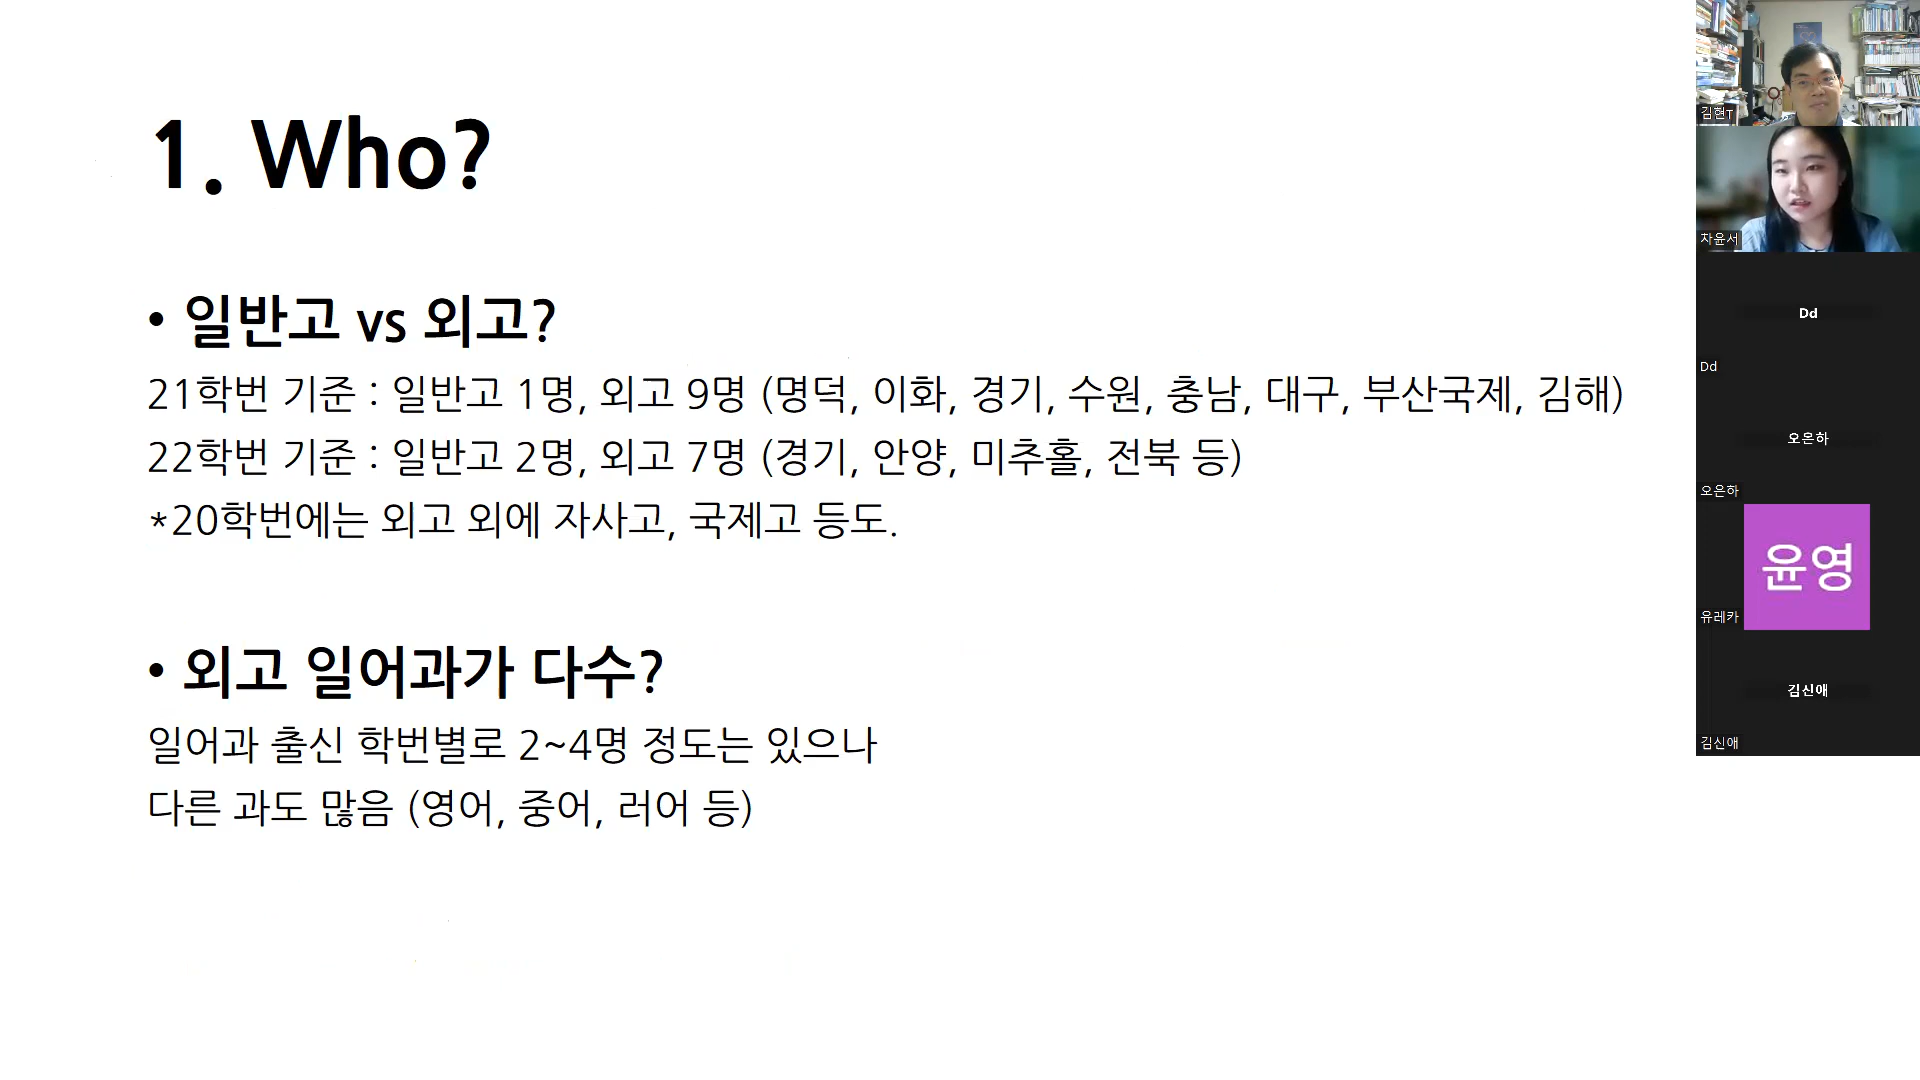 1. Who?
• 일반고 vs 외고?
21학번 기준 : 일반고 1명, 외고 9명 (명덕, 이화, 경기, 수원, 충남, 대구, 부산국제, 김해)
22학번 기준 : 일반고 2명, 외고 7명 (경기, 안양, 미추홀, 전북 등)
*20학번에는 외고 외에 자사고, 국제고 등도.
• 외고 일어과가 다수?
일어과 출신 학번별로 2~4명 정도는 있으나
다른 과도 많음 (영어, 중어, 러어 등)
김현T
차윤서
Dd
Dd
오은하
오은하
윤영
유레카
김신애
김신애